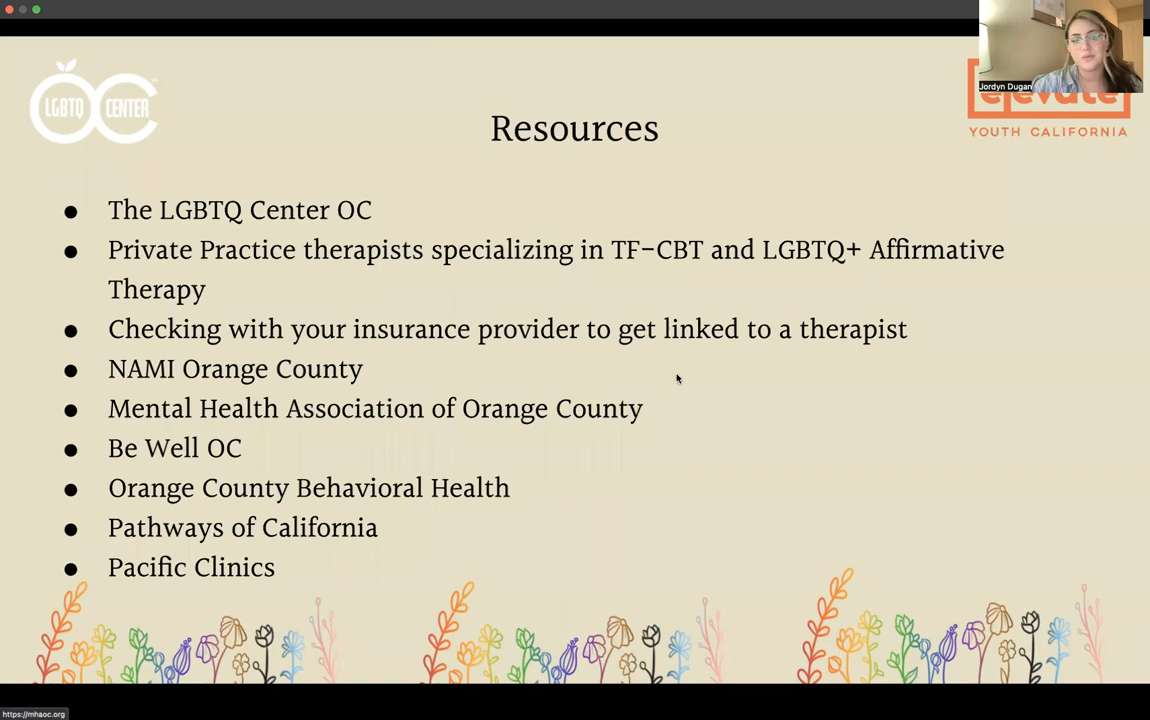 LGBTQ CENTER
Jordyn Dugan
elevate
YOUTH CALIFORNIA
Resources
● The LGBTQ Center OC
● Private Practice therapists specializing in TF-CBT and LGBTQ+ Affirmative
Therapy
● Checking with your insurance provider to get linked to a therapist
● NAMI Orange County
● Mental Health Association of Orange County
● Be Well OC
● Orange County Behavioral Health
● Pathways of California
● Pacific Clinics
https://mhaoc.org